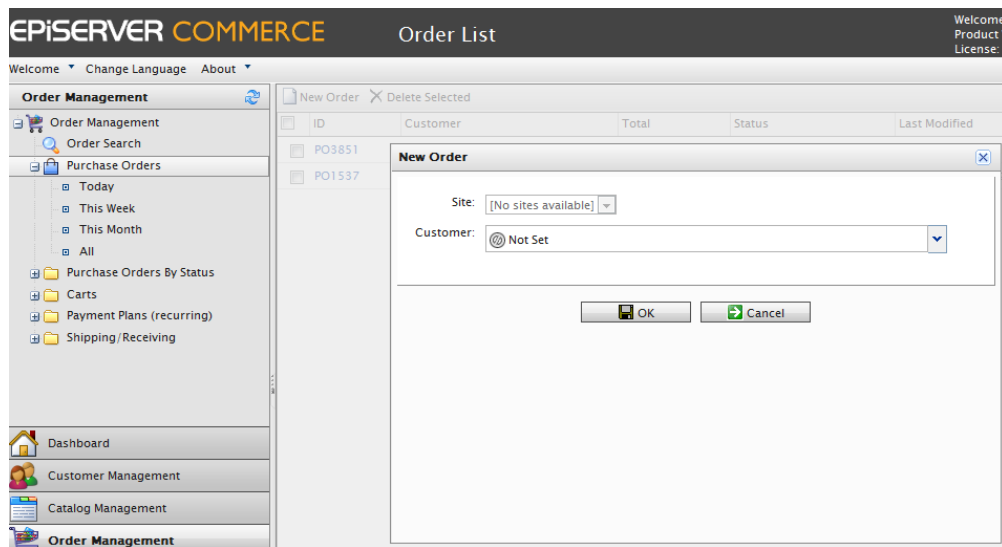 EPiSERVER COMMERCE
Order List
Welcome
Product
License:
Welcome Change Language About
Order Management
Order Management
Order Search
Purchase Orders
Today
This Week
This Month
All
Purchase Orders By Status
Carts
Payment Plans (recurring)
Shipping/Receiving
Dashboard
Customer Management
Catalog Management
Order Management
New Order Delete Selected
ID Customer Total Status Last Modified
PO3851
PO1537
New Order
Site: [No sites available]
Customer: Not Set
OK Cancel